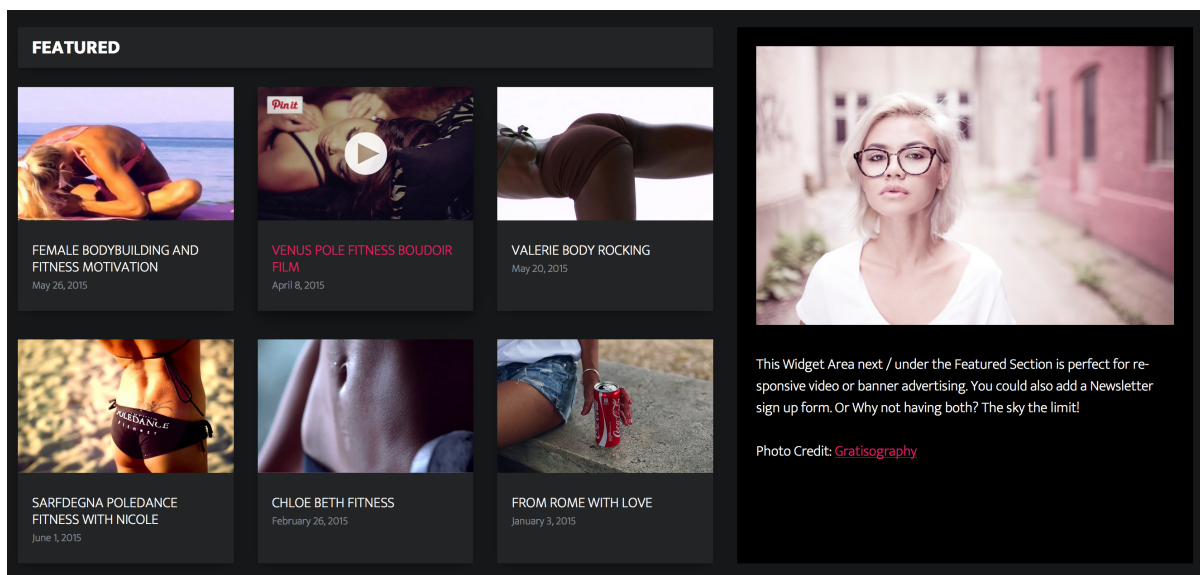 FEATURED
Pin it
FEMALE BODYBUILDING AND
FITNESS MOTIVATION
May 26, 2015
VENUS POLE FITNESS BOUDOIR
FILM
April 8, 2015
VALERIE BODY ROCKING
May 20, 2015
POLEDANCE
FITNESS
SARFDEGNA POLEDANCE
FITNESS WITH NICOLE
June 1, 2015
CHLOE BETH FITNESS
February 26, 2015
Coca-Cola
FROM ROME WITH LOVE
January 3, 2015
This Widget Area next / under the Featured Section is perfect for re-
sponsive video or banner advertising. You could also add a Newsletter
sign up form. Or Why not having both? The sky the limit!
Photo Credit: Gratisography